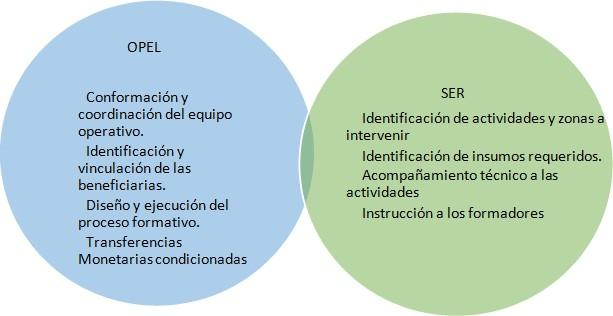 OPEL
Conformación y
coordinación del equipo
operativo.
Identificación y
vinculación de las
beneficiarias.
Diseño y ejecución del
proceso formativo.
Transferencias
Monetarias condicionadas
SER
Identificación de actividades y zonas a
intervenir
Identificación de insumos requeridos.
Acompañamiento técnico a las
actividades
Instrucción a los formadores